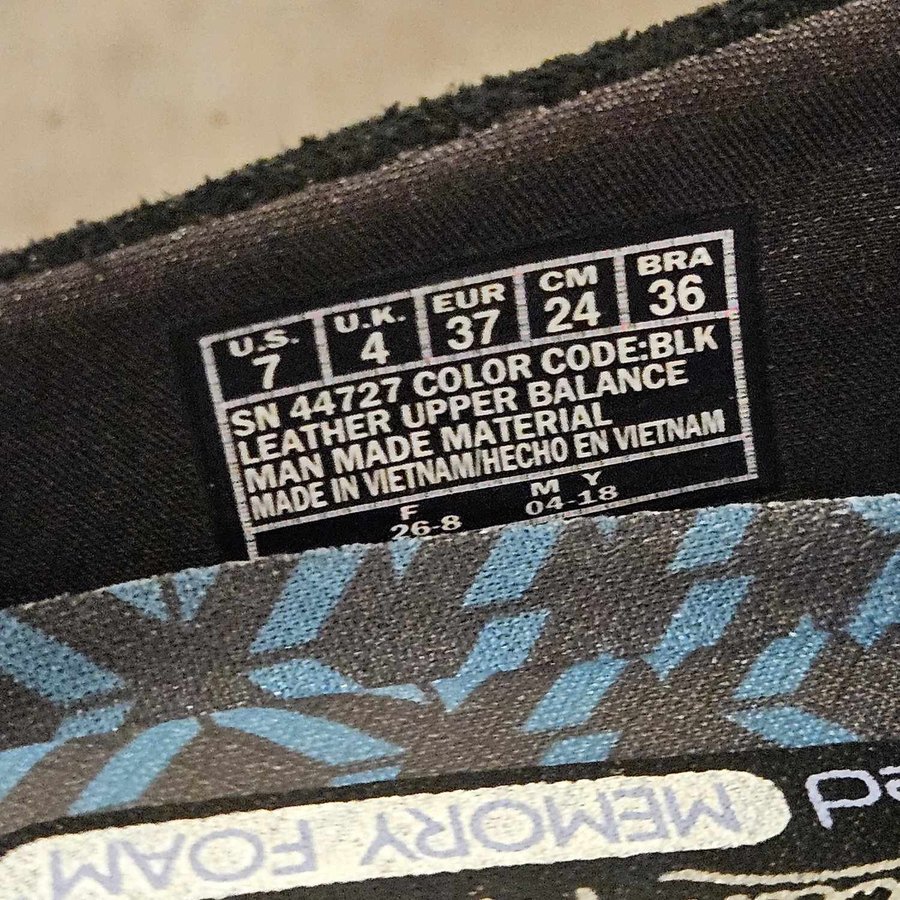 U.S. U.K. EUR CM BRA
7 4 37 24 36
SN 44727 COLOR CODE:BLK
LEATHER UPPER BALANCE
MAN MADE MATERIAL
MADE IN VIETNAM/HECHO EN VIETNAM
F M Y
26-8 04-18
MEMORY FOAM